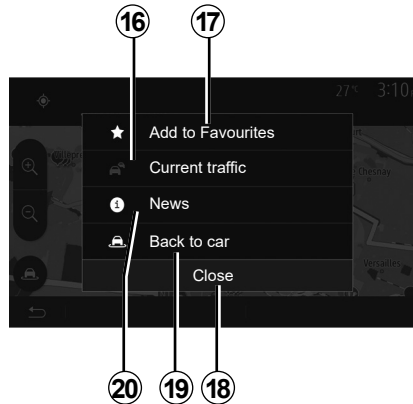 16 17
27 °C 3:10
Add to Favourites
Current traffic
Chesnay
News
Back to car
Versailles
Close
20 19 18